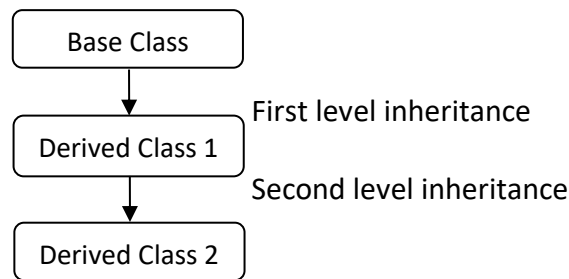 Base Class
First level inheritance
Derived Class 1
Second level inheritance
Derived Class 2